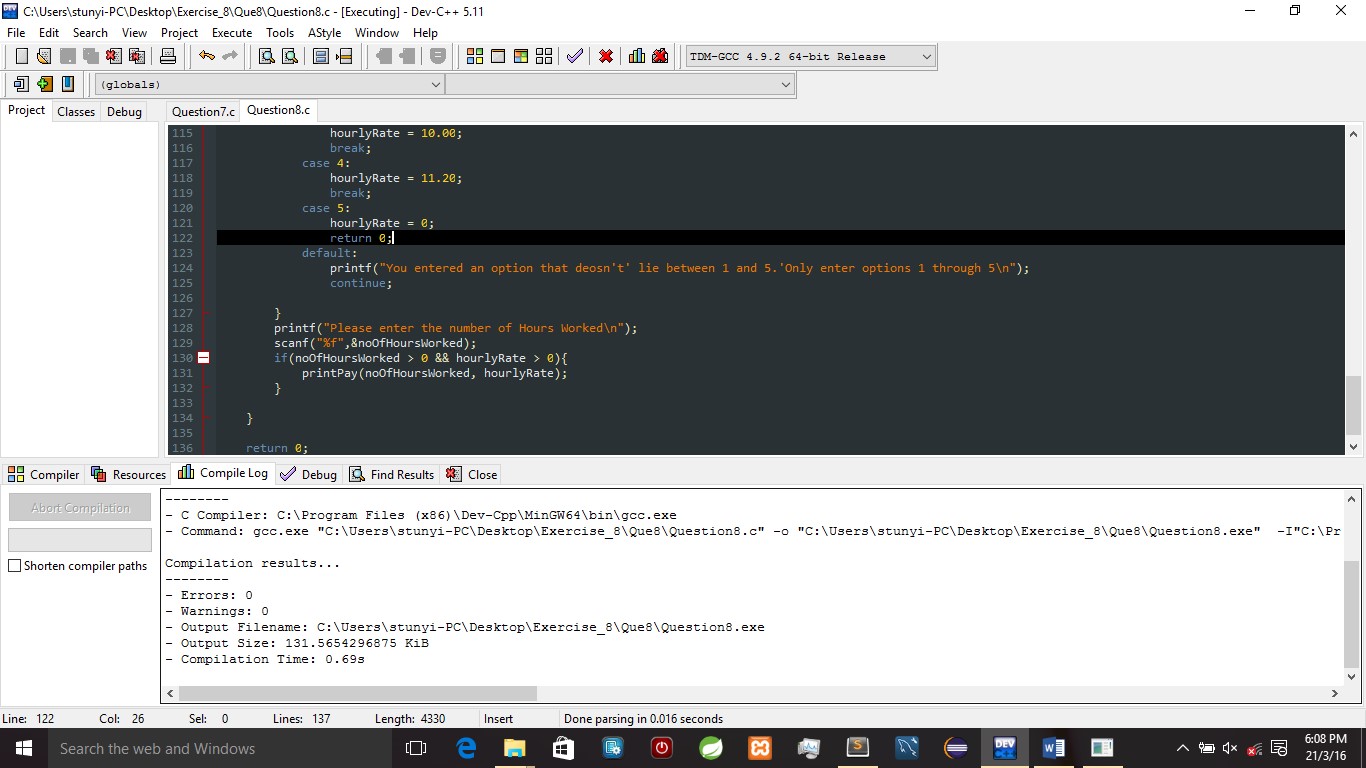 C:\Users\stunyi-PC\Desktop\Exercise_8\Que8\Question8.c - [Executing] - Dev-C++ 5.11
File Edit Search View Project Execute Tools AStyle Window Help
TDM-GCC 4.9.2 64-bit Release
(globals)
Project Classes Debug Question7.c Question8.c
115 hourlyRate = 10.00;
116 break;
117 case 4:
118 hourlyRate = 11.20;
119 break;
120 case 5:
121 hourlyRate = 0;
122 return 0;
123 default:
124 printf("You entered an option that deosn't' lie between 1 and 5.'Only enter options 1 through 5\n");
125 continue;
126
127 }
128 printf("Please enter the number of Hours Worked\n");
129 scanf("%f",&noOfHoursWorked);
130 if(noOfHoursWorked > 0 && hourlyRate > 0){
131 printPay(noOfHoursWorked, hourlyRate);
132 }
133
134 }
135
136 return 0;
Compiler Resources Compile Log Debug Find Results Close
Abort Compilation
Shorten compiler paths
--------
- C Compiler: C:\Program Files (x86)\Dev-Cpp\MinGW64\bin\gcc.exe
- Command: gcc.exe "C:\Users\stunyi-PC\Desktop\Exercise_8\Que8\Question8.c" -o "C:\Users\stunyi-PC\Desktop\Exercise_8\Que8\Question8.exe" -I"C:\Pr
Compilation results...
--------
- Errors: 0
- Warnings: 0
- Output Filename: C:\Users\stunyi-PC\Desktop\Exercise_8\Que8\Question8.exe
- Output Size: 131.5654296875 KiB
- Compilation Time: 0.69s
Line: 122 Col: 26 Sel: 0 Lines: 137 Length: 4330 Insert Done parsing in 0.016 seconds
Search the web and Windows
DEV
6:08 PM
21/3/16